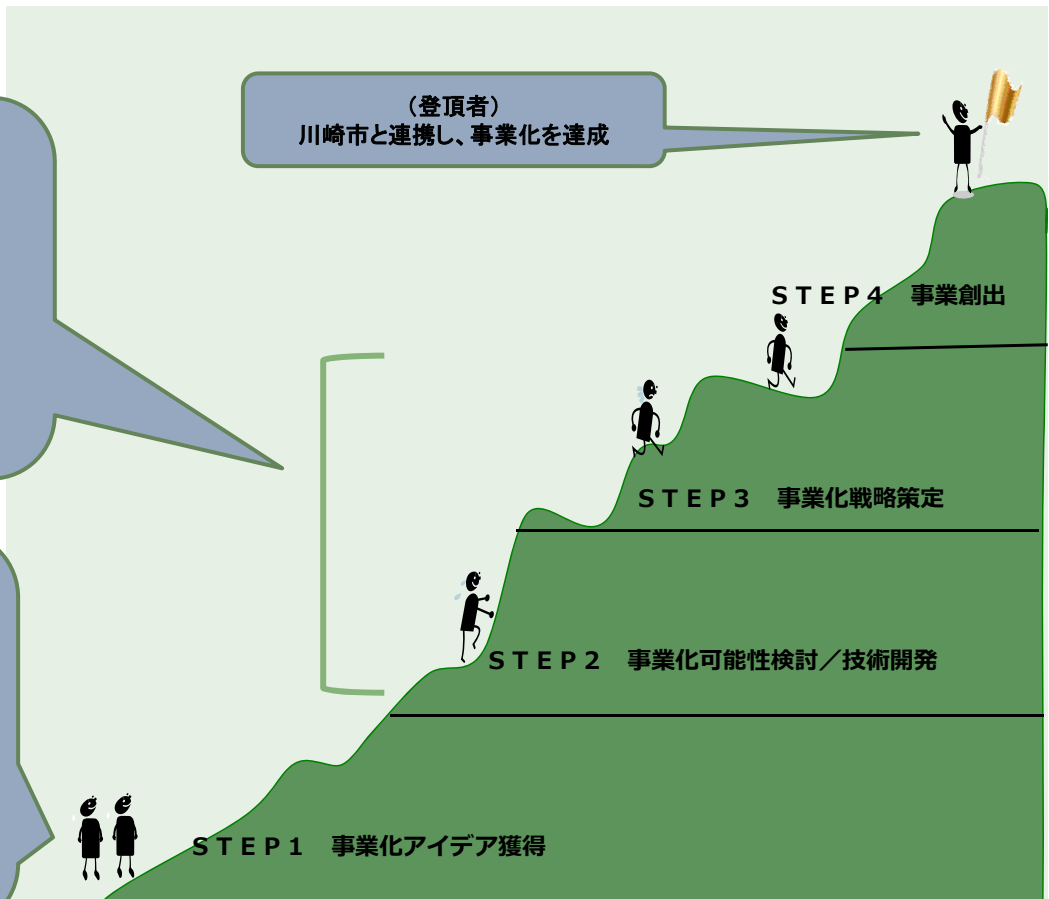 （登頂者）
川崎市と連携し、事業化を達成
ＳＴＥＰ４　事業創出
ＳＴＥＰ３　事業化戦略策定
ＳＴＥＰ２　事業化可能性検討／技術開発
ＳＴＥＰ１　事業化アイデア獲得